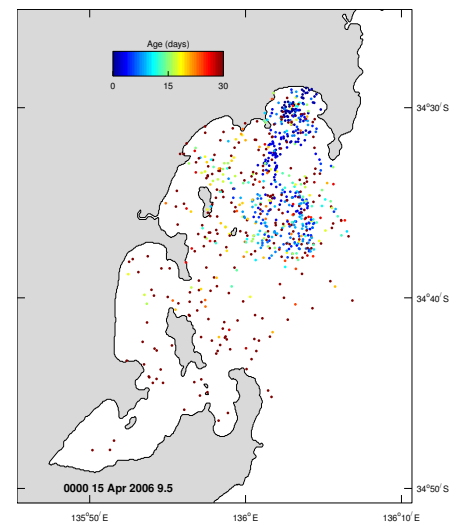 Age (days)
0 15 30
34°30' S
34°40' S
0000 15 Apr 2006 9.5
34°50' S
135°50' E 136°E 136°10' E